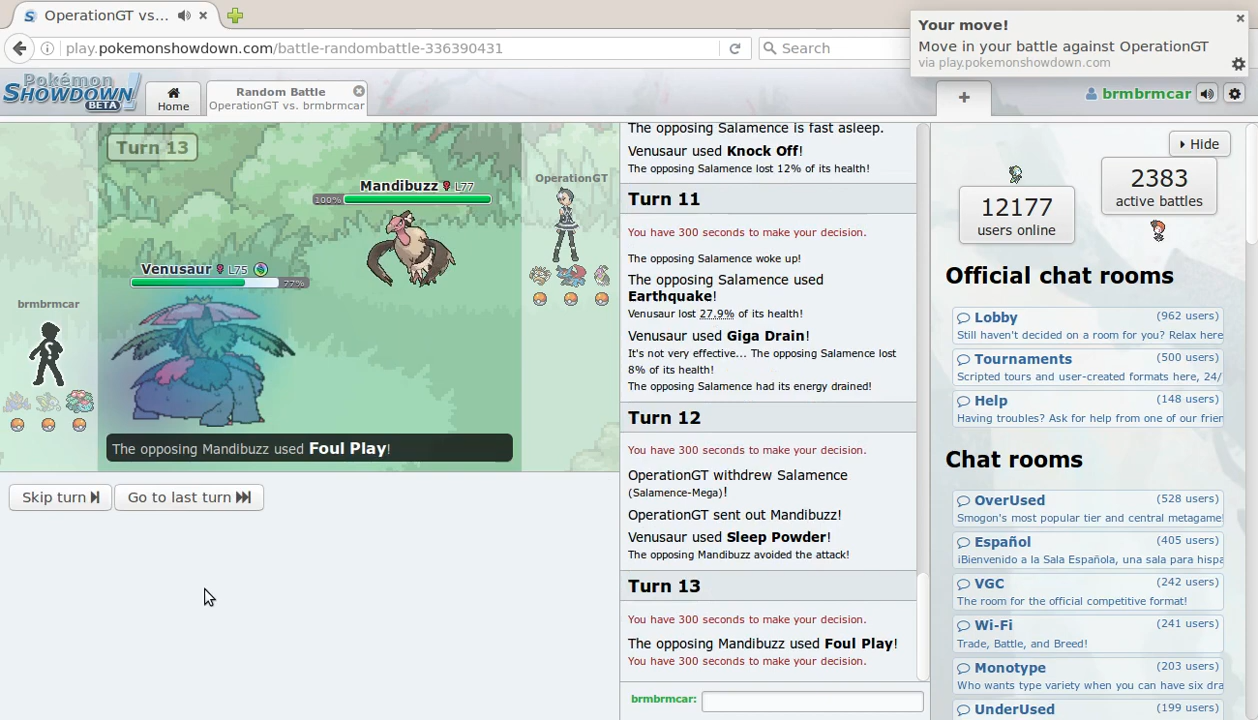 OperationGT vs...
play.pokemonshowdown.com/battle-randombattle-336390431
Search
Your move!
Move in your battle against OperationGT
via play.pokemonshowdown.com
Pokémon
SHOWDOWN!
BETA
Home
Random Battle
OperationGT vs. brmbrmcar
+
brmbrmcar
Turn 13
Mandibuzz L77
100%
Venusaur L75
77%
OperationGT
brmbrmcar
The opposing Mandibuzz used Foul Play!
Skip turn
Go to last turn
The opposing Salamence is fast asleep.
Venusaur used Knock Off!
The opposing Salamence lost 12% of its health!
Turn 11
You have 300 seconds to make your decision.
The opposing Salamence woke up!
The opposing Salamence used
Earthquake!
Venusaur lost 27.9% of its health!
Venusaur used Giga Drain!
It's not very effective... The opposing Salamence lost
8% of its health!
The opposing Salamence had its energy drained!
Turn 12
You have 300 seconds to make your decision.
OperationGT withdrew Salamence
(Salamence-Mega)!
OperationGT sent out Mandibuzz!
Venusaur used Sleep Powder!
The opposing Mandibuzz avoided the attack!
Turn 13
You have 300 seconds to make your decision.
The opposing Mandibuzz used Foul Play!
You have 300 seconds to make your decision.
brmbrmcar:
Hide
12177
users online
2383
active battles
Official chat rooms
Lobby (962 users)
Still haven't decided on a room for you? Relax here
Tournaments (500 users)
Scripted tours and user-created formats here, 24/
Help (148 users)
Having troubles? Ask for help from one of our frien
Chat rooms
OverUsed (528 users)
Smogon's most popular tier and central metagame!
Español (405 users)
¡Bienvenido a la Sala Española, una sala para hispa
VGC (242 users)
The room for the official competitive format!
Wi-Fi (241 users)
Trade, Battle, and Breed!
Monotype (203 users)
Who wants type variety when you can have six dra
UnderUsed (199 users)